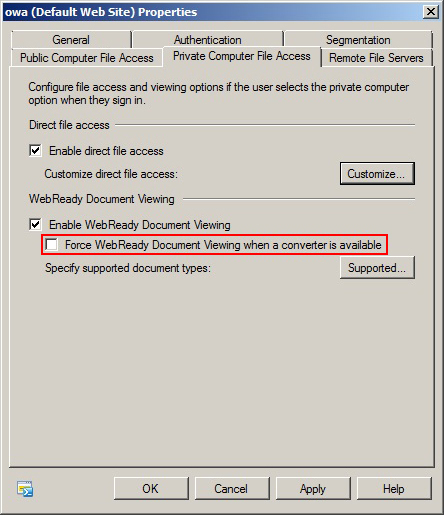 owa (Default Web Site) Properties
General Authentication Segmentation
Public Computer File Access Private Computer File Access Remote File Servers
Configure file access and viewing options if the user selects the private computer
option when they sign in.
Direct file access
Enable direct file access
Customize direct file access: Customize...
WebReady Document Viewing
Enable WebReady Document Viewing
Force WebReady Document Viewing when a converter is available
Specify supported document types: Supported...
OK Cancel Apply Help